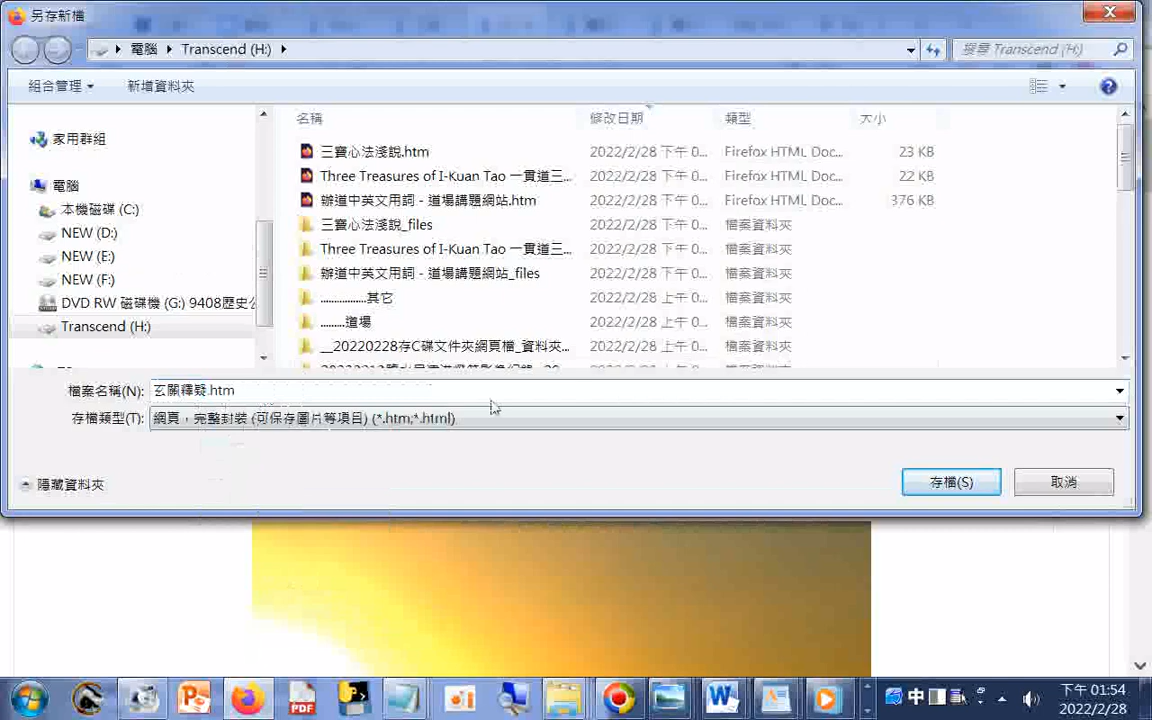 另存新檔
電腦 Transcend (H:)
搜尋 Transcend (H:)
組合管理 新增資料夾
名稱 修改日期 類型 大小
家用群組
電腦
本機磁碟 (C:)
NEW (D:)
NEW (E:)
NEW (F:)
DVD RW 磁碟機 (G:) 9408歷史公
Transcend (H:)
三寶心法淺說.htm 2022/2/28 下午 0... Firefox HTML Doc... 23 KB
Three Treasures of I-Kuan Tao 一貫道三... 2022/2/28 下午 0... Firefox HTML Doc... 22 KB
辦道中英文用詞 - 道場講題網站.htm 2022/2/28 下午 0... Firefox HTML Doc... 376 KB
三寶心法淺說_files 2022/2/28 下午 0... 檔案資料夾
Three Treasures of I-Kuan Tao 一貫道三... 2022/2/28 下午 0... 檔案資料夾
辦道中英文用詞 - 道場講題網站_files 2022/2/28 下午 0... 檔案資料夾
................其它 2022/2/28 上午 0... 檔案資料夾
........道場 2022/2/28 上午 0... 檔案資料夾
__20220228存C碟文件夾網頁檔_資料夾... 2022/2/28 上午 0... 檔案資料夾
檔案名稱(N): 玄關釋疑.htm
存檔類型(T): 網頁，完整封裝 (可保存圖片等項目) (*.htm;*.html)
隱藏資料夾
存檔(S) 取消
中
下午 01:54
2022/2/28